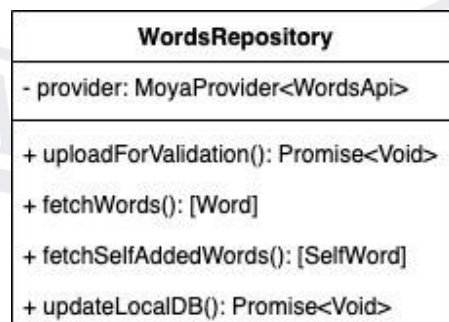 WordsRepository
- provider: MoyaProvider<WordsApi>
+ uploadForValidation(): Promise<Void>
+ fetchWords(): [Word]
+ fetchSelfAddedWords(): [SelfWord]
+ updateLocalDB(): Promise<Void>